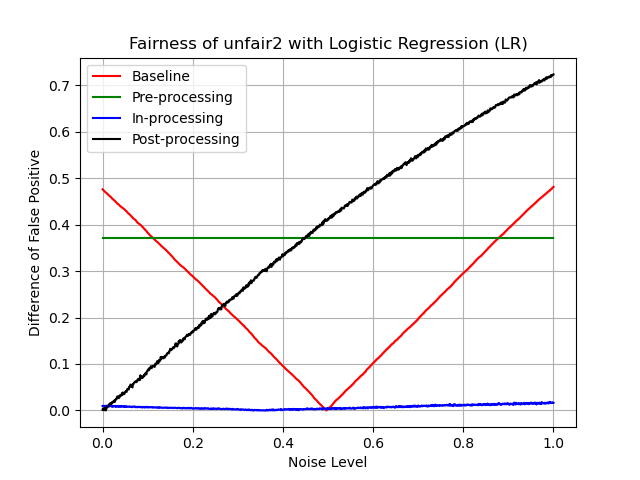 Fairness of unfair2 with Logistic Regression (LR)
Baseline
Pre-processing
In-processing
Post-processing
Difference of False Positive
0.7
0.6
0.5
0.4
0.3
0.2
0.1
0.0
0.0 0.2 0.4 0.6 0.8 1.0
Noise Level